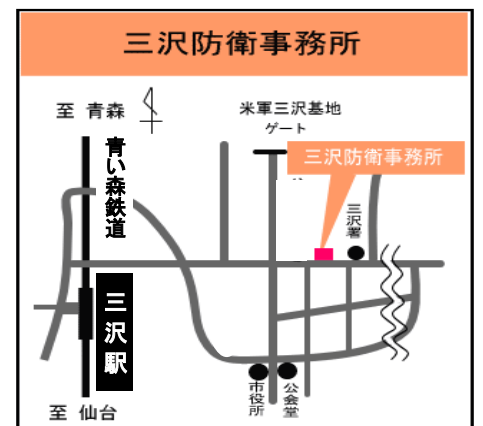 三沢防衛事務所
至 青森
米軍三沢基地
ゲート
青い森鉄道
三沢防衛事務所
三沢署
三沢駅
市役所
公会堂
至 仙台